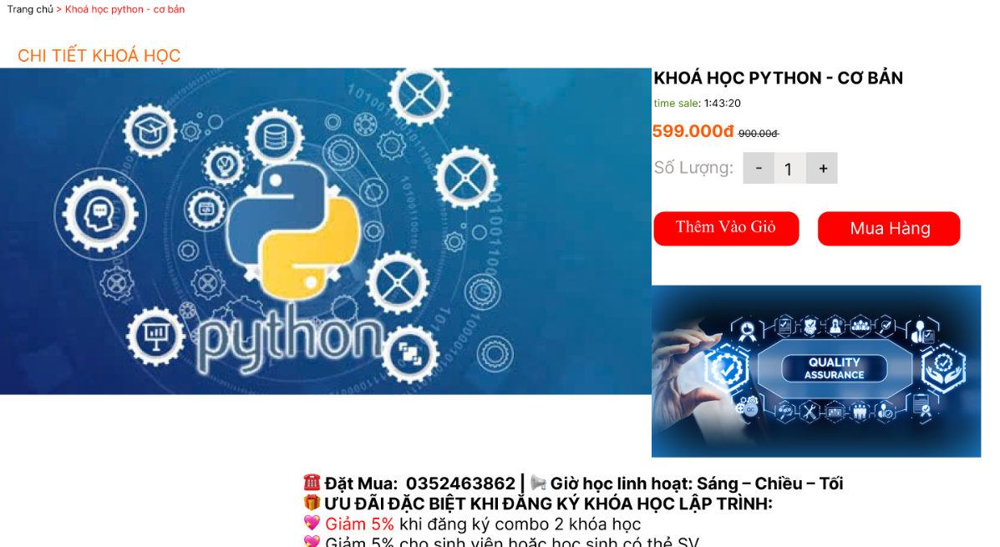 Trang chủ > Khoá học python - cơ bản
CHI TIẾT KHOÁ HỌC
python
KHOÁ HỌC PYTHON - CƠ BẢN
time sale: 1:43:20
599.000đ 900.00đ
Số Lượng: - 1 +
Thêm Vào Giỏ Mua Hàng
QUALITY
ASSURANCE
QC
☎️ Đặt Mua: 0352463862 | 📢 Giờ học linh hoạt: Sáng – Chiều – Tối
🎁 ƯU ĐÃI ĐẶC BIỆT KHI ĐĂNG KÝ KHÓA HỌC LẬP TRÌNH:
💖 Giảm 5% khi đăng ký combo 2 khóa học
💖 Giảm 5% cho sinh viên hoặc học sinh có thẻ SV